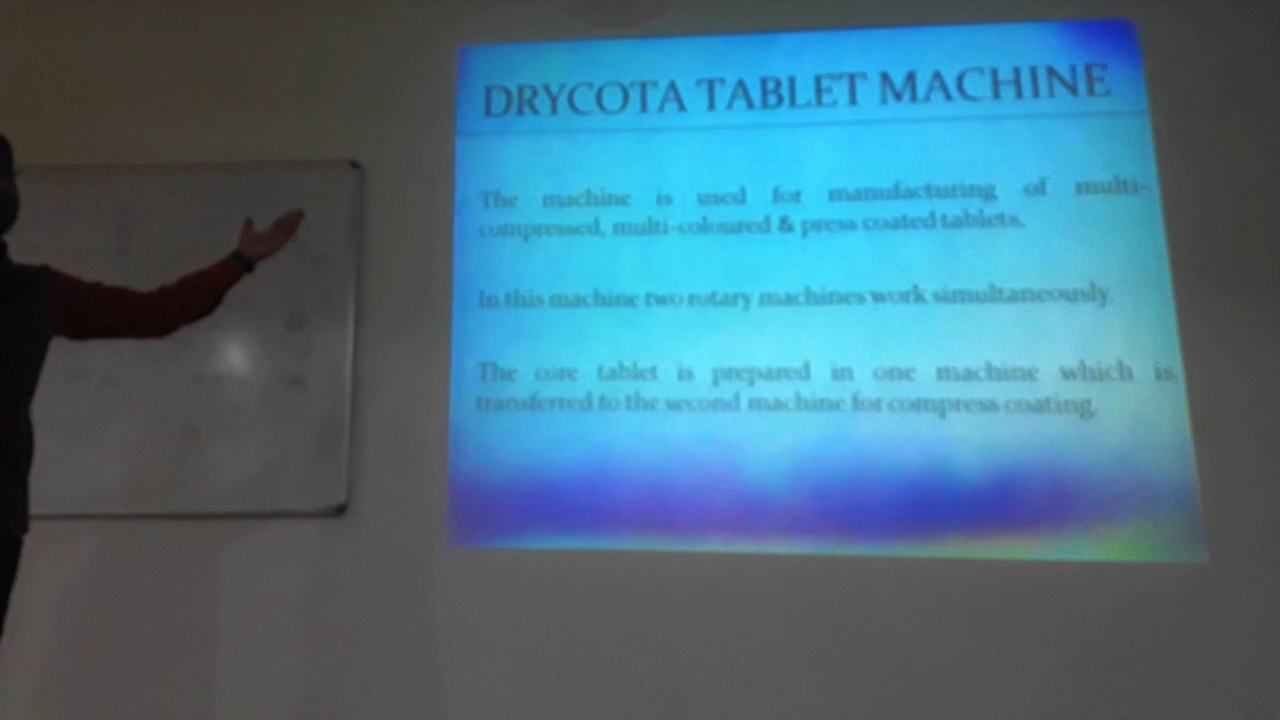 DRYCOTA TABLET MACHINE
The machine is used for manufacturing of multi-
compressed, multi-coloured & press coated tablets.
In this machine two rotary machines work simultaneously.
The core tablet is prepared in one machine which is
transferred to the second machine for compress coating.